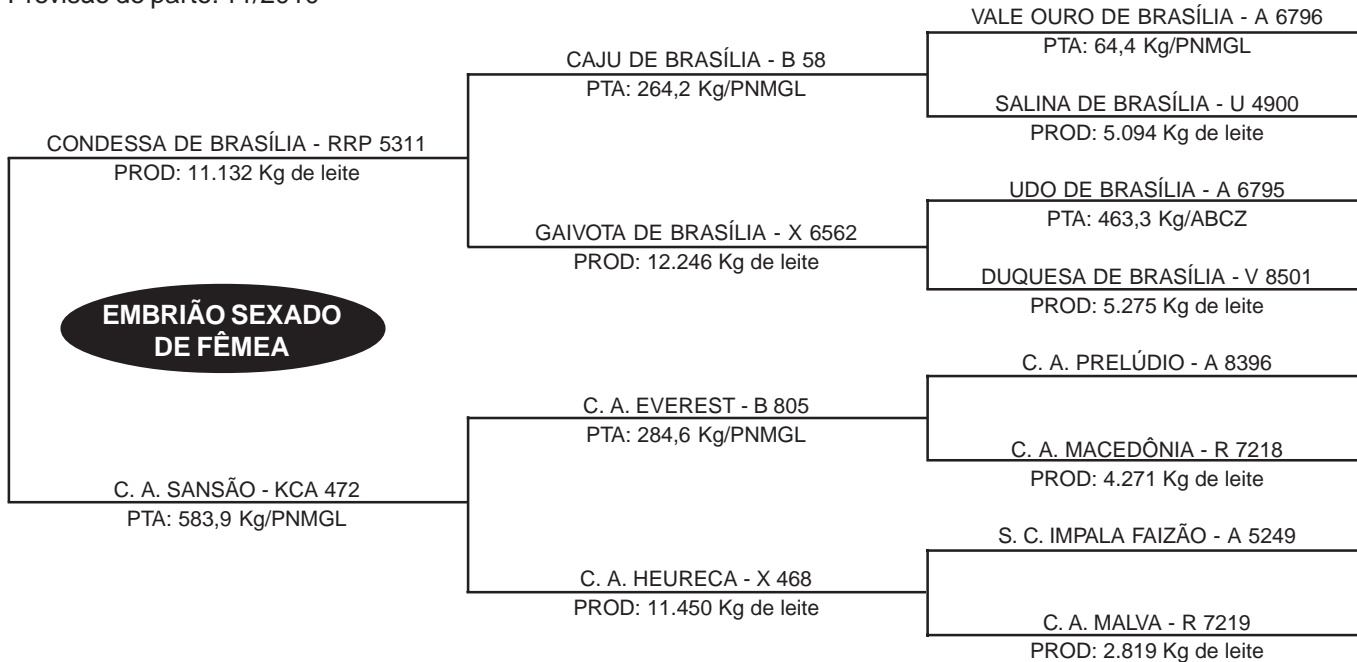 VALE OURO DE BRASÍLIA - A 6796
PTA: 64,4 Kg/PNMGL
CAJU DE BRASÍLIA - B 58
PTA: 264,2 Kg/PNMGL
SALINA DE BRASÍLIA - U 4900
PROD: 5.094 Kg de leite
CONDESSA DE BRASÍLIA - RRP 5311
PROD: 11.132 Kg de leite
UDO DE BRASÍLIA - A 6795
PTA: 463,3 Kg/ABCZ
GAIVOTA DE BRASÍLIA - X 6562
PROD: 12.246 Kg de leite
DUQUESA DE BRASÍLIA - V 8501
PROD: 5.275 Kg de leite
EMBRIÃO SEXADO
DE FÊMEA
C. A. PRELÚDIO - A 8396
C. A. EVEREST - B 805
PTA: 284,6 Kg/PNMGL
C. A. MACEDÔNIA - R 7218
PROD: 4.271 Kg de leite
C. A. SANSÃO - KCA 472
PTA: 583,9 Kg/PNMGL
S. C. IMPALA FAIZÃO - A 5249
C. A. HEURECA - X 468
PROD: 11.450 Kg de leite
C. A. MALVA - R 7219
PROD: 2.819 Kg de leite